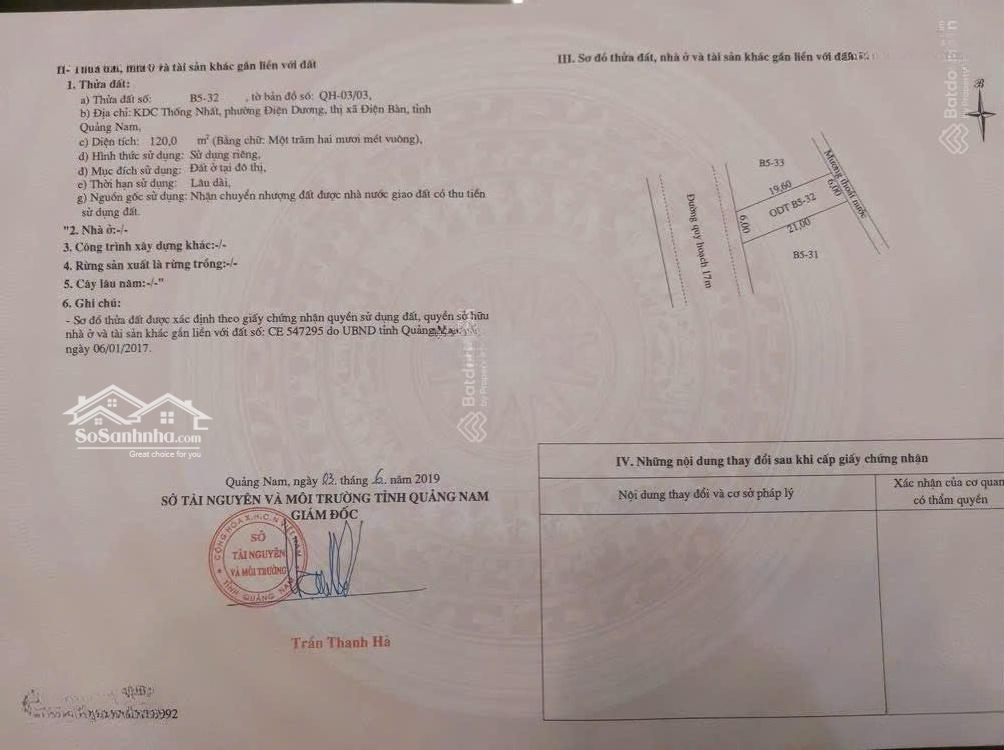 II- Thửa đất, nhà ở và tài sản khác gắn liền với đất
1. Thửa đất:
a) Thửa đất số: B5-32 , tờ bản đồ số: QH-03/03,
b) Địa chỉ: KDC Thống Nhất, phường Điện Dương, thị xã Điện Bàn, tỉnh
Quảng Nam,
c) Diện tích: 120,0 m² (Bằng chữ: Một trăm hai mươi mét vuông),
d) Hình thức sử dụng: Sử dụng riêng,
đ) Mục đích sử dụng: Đất ở tại đô thị,
e) Thời hạn sử dụng: Lâu dài,
g) Nguồn gốc sử dụng: Nhận chuyển nhượng đất được nhà nước giao đất có thu tiền
sử dụng đất.
"2. Nhà ở:-/-
3. Công trình xây dựng khác:-/-
4. Rừng sản xuất là rừng trồng:-/-
5. Cây lâu năm:-/-"
6. Ghi chú:
- Sơ đồ thửa đất được xác định theo giấy chứng nhận quyền sử dụng đất, quyền sở hữu
nhà ở và tài sản khác gắn liền với đất số: CE 547295 do UBND tỉnh Quảng Nam
ngày 06/01/2017.
SoSanhnha.com
Great choice for you
Quảng Nam, ngày 03 tháng 6 năm 2019
SỞ TÀI NGUYÊN VÀ MÔI TRƯỜNG TỈNH QUẢNG NAM
GIÁM ĐỐC
CỘNG HÒA X.H.C.N VIỆT NAM
SỞ
TÀI NGUYÊN
VÀ MÔI TRƯỜNG
TỈNH QUẢNG NAM
Trần Thanh Hà
992
III. Sơ đồ thửa đất, nhà ở và tài sản khác gắn liền với đất
B
B5-33
Mương thoát nước
19.60
6,00
ODT B5-32
6,00
21,00
B5-31
Đường quy hoạch 17m
Batdongsan
by PropertyGuru
IV. Những nội dung thay đổi sau khi cấp giấy chứng nhận
Nội dung thay đổi và cơ sở pháp lý
Xác nhận của cơ quan
có thẩm quyền